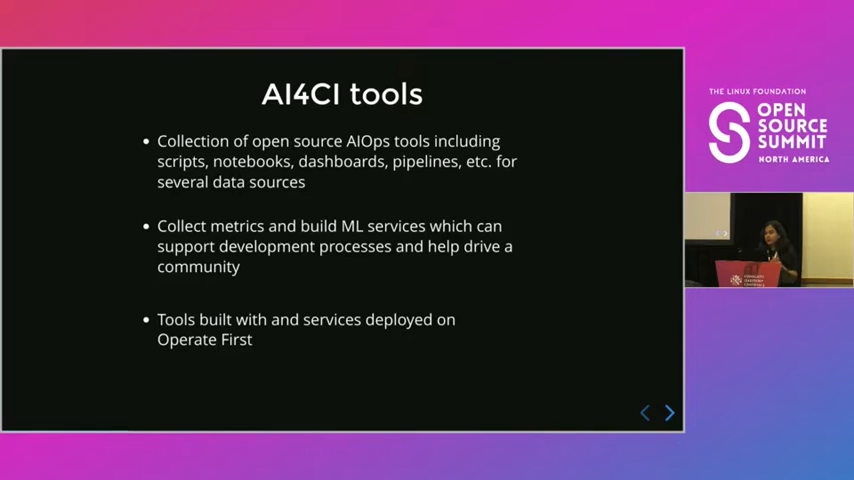 AI4CI tools
• Collection of open source AIOps tools including
scripts, notebooks, dashboards, pipelines, etc. for
several data sources
• Collect metrics and build ML services which can
support development processes and help drive a
community
• Tools built with and services deployed on
Operate First
THE LINUX FOUNDATION
OPEN
SOURCE
SUMMIT
NORTH AMERICA